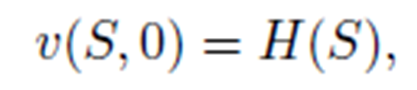 v(S, 0) = H(S),